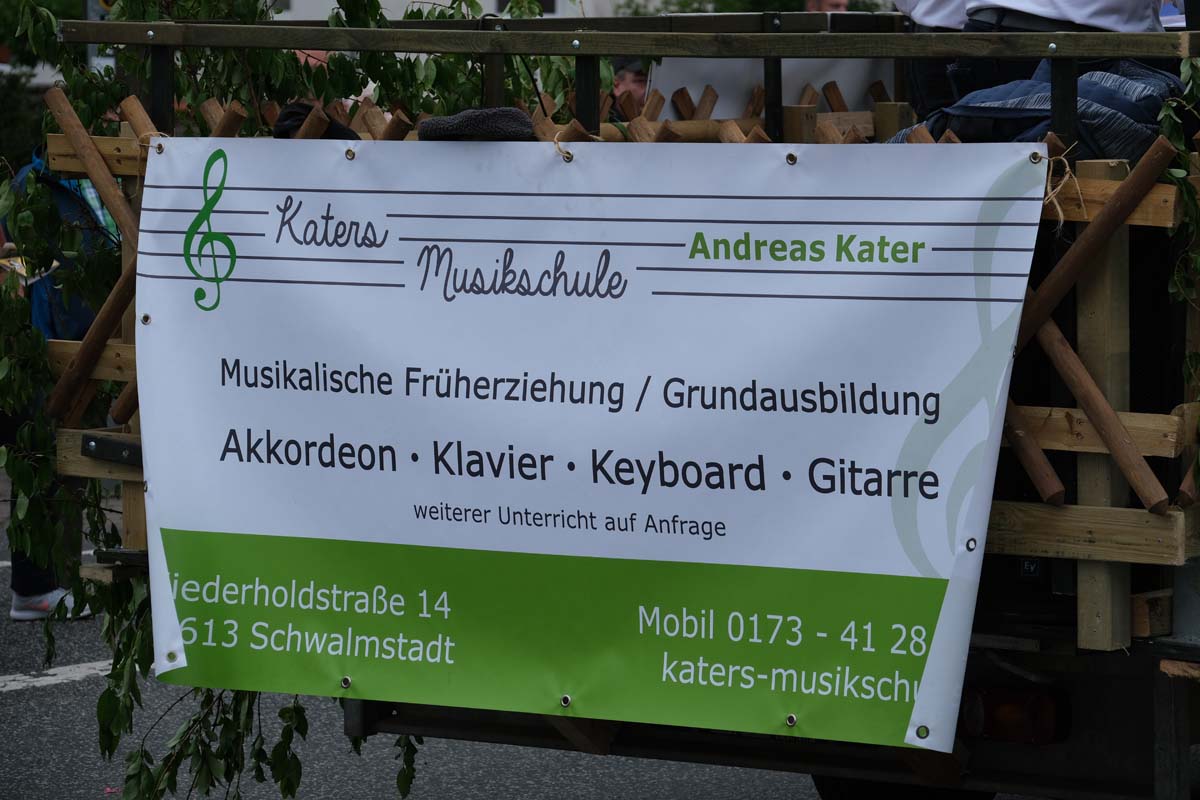 Katers
Musikschule
Andreas Kater
Musikalische Früherziehung / Grundausbildung
Akkordeon · Klavier · Keyboard · Gitarre
weiterer Unterricht auf Anfrage
iederholdstraße 14
613 Schwalmstadt
Mobil 0173 - 41 28
katers-musikschu